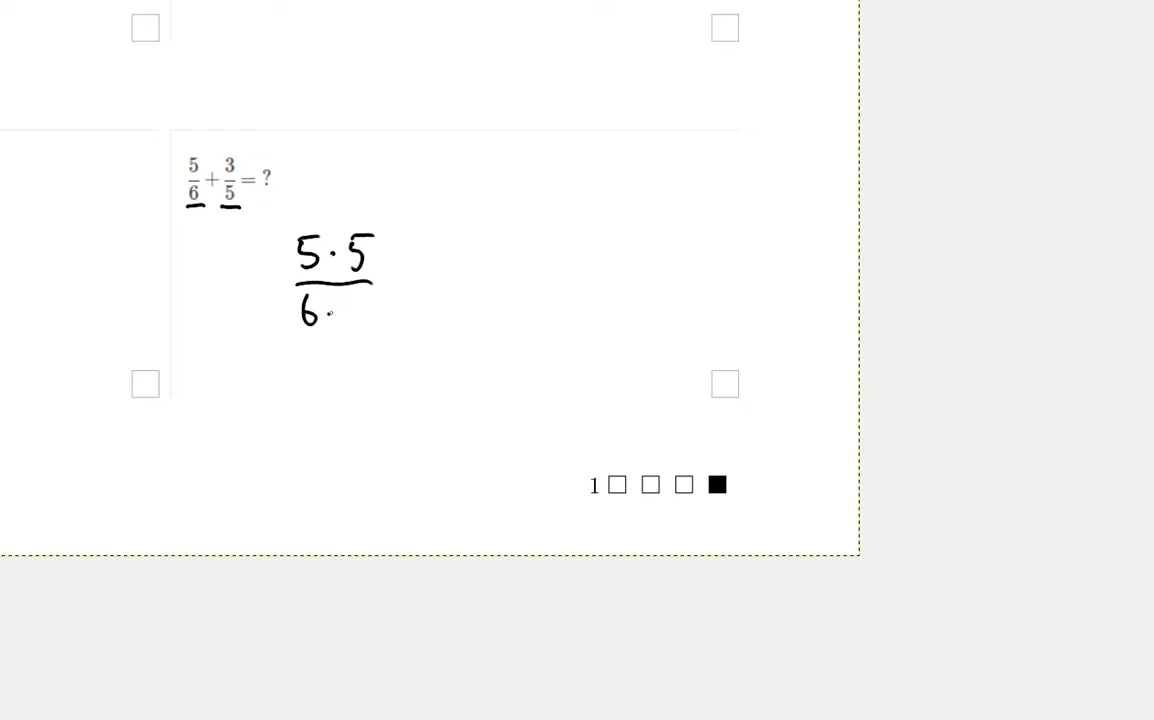 5/6 + 3/5 = ?
5 · 5
6 ·
1